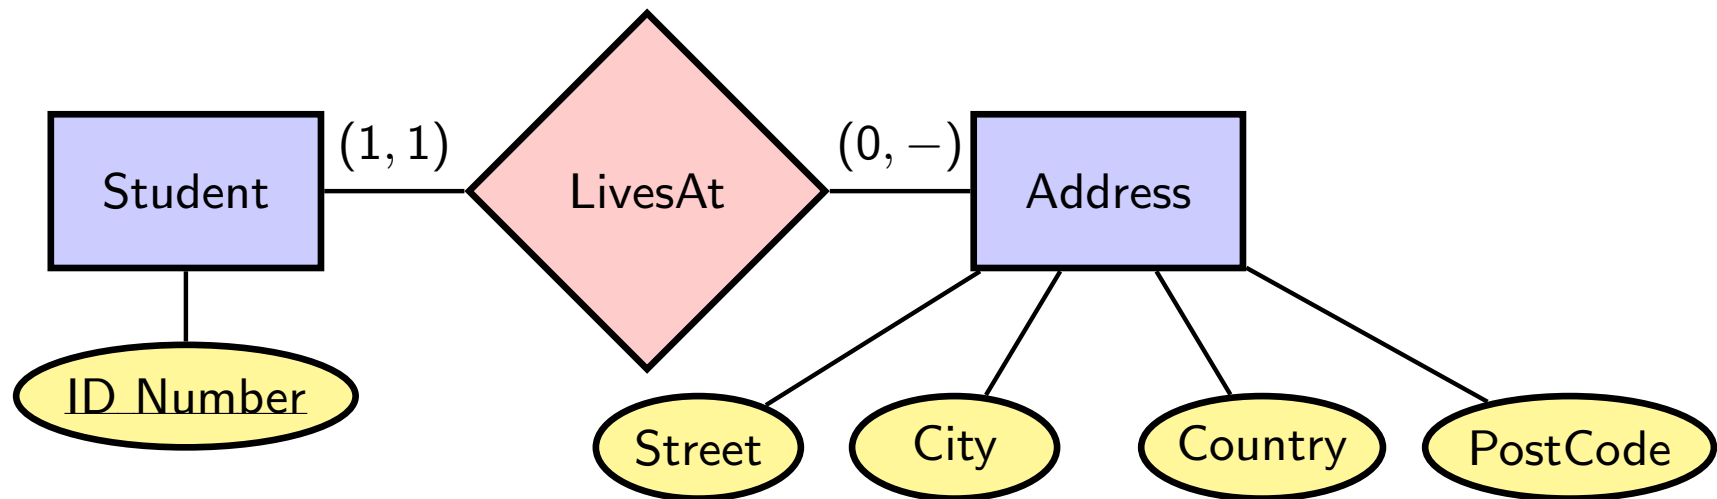 (1, 1)
(0, −)
Student
LivesAt
Address
ID Number
Street
City
Country
PostCode